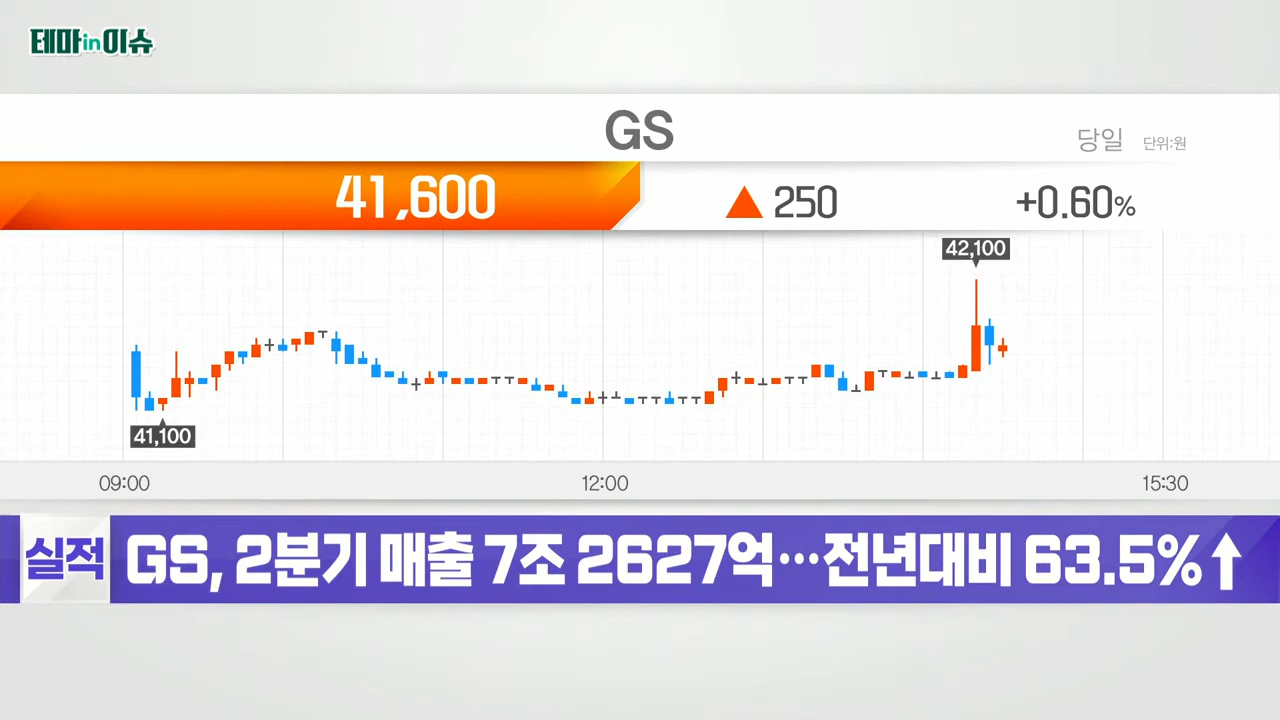 테마in이슈
GS
당일 단위:원
41,600 ▲ 250 +0.60%
42,100
41,100
09:00 12:00 15:30
실적 GS, 2분기 매출 7조 2627억…전년대비 63.5%↑